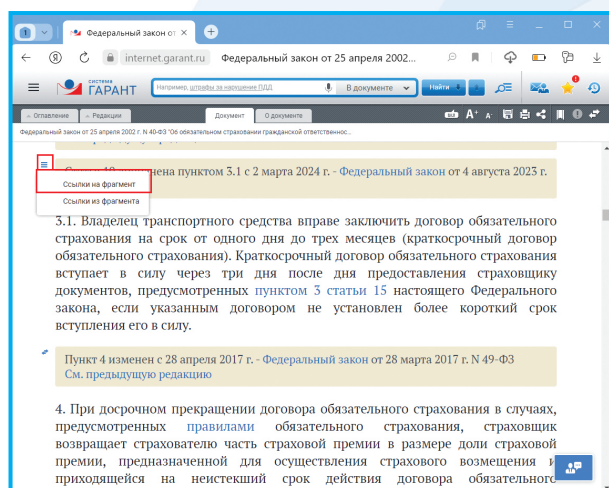 1 Федеральный закон от ×
internet.garant.ru Федеральный закон от 25 апреля 2002...
СИСТЕМА
ГАРАНТ
Например, штрафы за нарушение ПДД
В документе
Найти
Оглавление Редакции Документ О документе
Федеральный закон от 25 апреля 2002 г. N 40-ФЗ "Об обязательном страховании гражданской ответственнос...
нена пунктом 3.1 с 2 марта 2024 г. - Федеральный закон от 4 августа 2023 г.
Ссылки на фрагмент
Ссылки из фрагмента
3.1. Владелец транспортного средства вправе заключить договор обязательного
страхования на срок от одного дня до трех месяцев (краткосрочный договор
обязательного страхования). Краткосрочный договор обязательного страхования
вступает в силу через три дня после дня предоставления страховщику
документов, предусмотренных пунктом 3 статьи 15 настоящего Федерального
закона, если указанным договором не установлен более короткий срок
вступления его в силу.
Пункт 4 изменен с 28 апреля 2017 г. - Федеральный закон от 28 марта 2017 г. N 49-ФЗ
См. предыдущую редакцию
4. При досрочном прекращении договора обязательного страхования в случаях,
предусмотренных правилами обязательного страхования, страховщик
возвращает страхователю часть страховой премии в размере доли страховой
премии, предназначенной для осуществления страхового возмещения и
приходящейся на неистекший срок действия договора обязательного